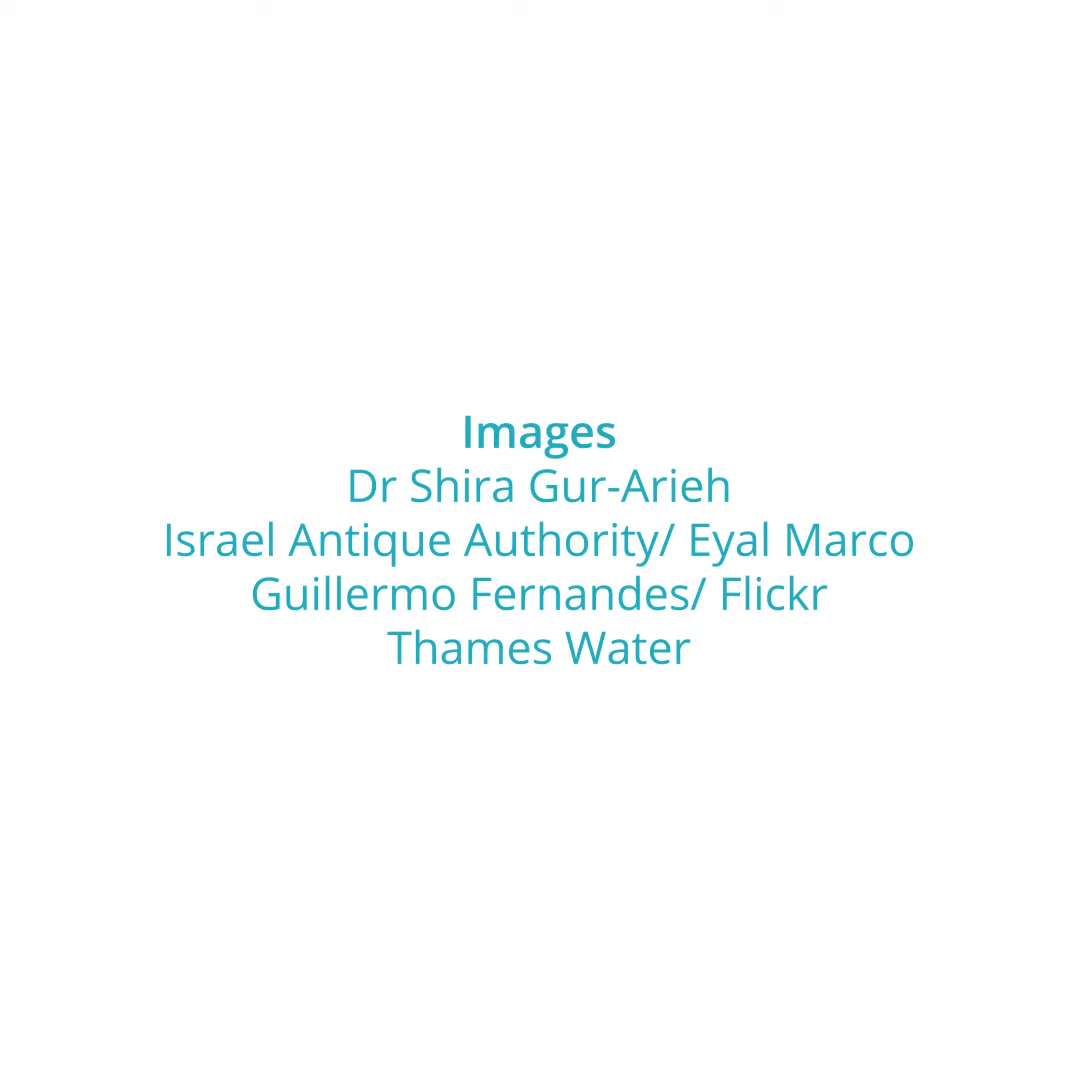 Images
Dr Shira Gur-Arieh
Israel Antique Authority/ Eyal Marco
Guillermo Fernandes/ Flickr
Thames Water